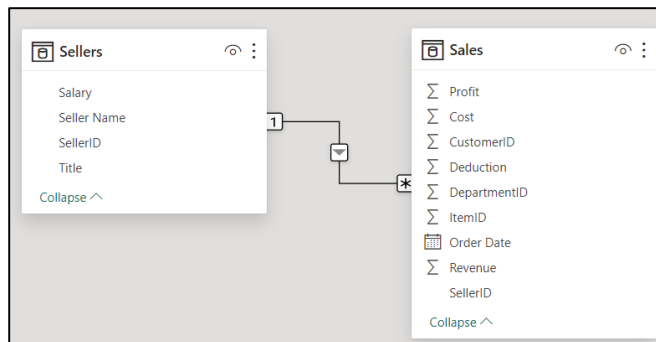 Sellers
Salary
Seller Name
SellerID
Title
Collapse
1
*
Sales
Σ Profit
Σ Cost
Σ CustomerID
Σ Deduction
Σ DepartmentID
Σ ItemID
Order Date
Σ Revenue
SellerID
Collapse